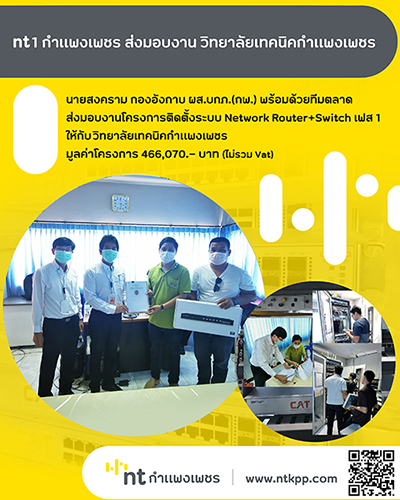 nt1 กำแพงเพชร ส่งมอบงาน วิทยาลัยเทคนิคกำแพงเพชร
นายสงคราม กองอังกาบ ผส.บภก.(กพ.) พร้อมด้วยทีมตลาด
ส่งมอบงานโครงการติดตั้งระบบ Network Router+Switch เฟส 1
ให้กับวิทยาลัยเทคนิคกำแพงเพชร
มูลค่าโครงการ 466,070.- บาท (ไม่รวม Vat)
CAT
nt กำแพงเพชร
www.ntkpp.com